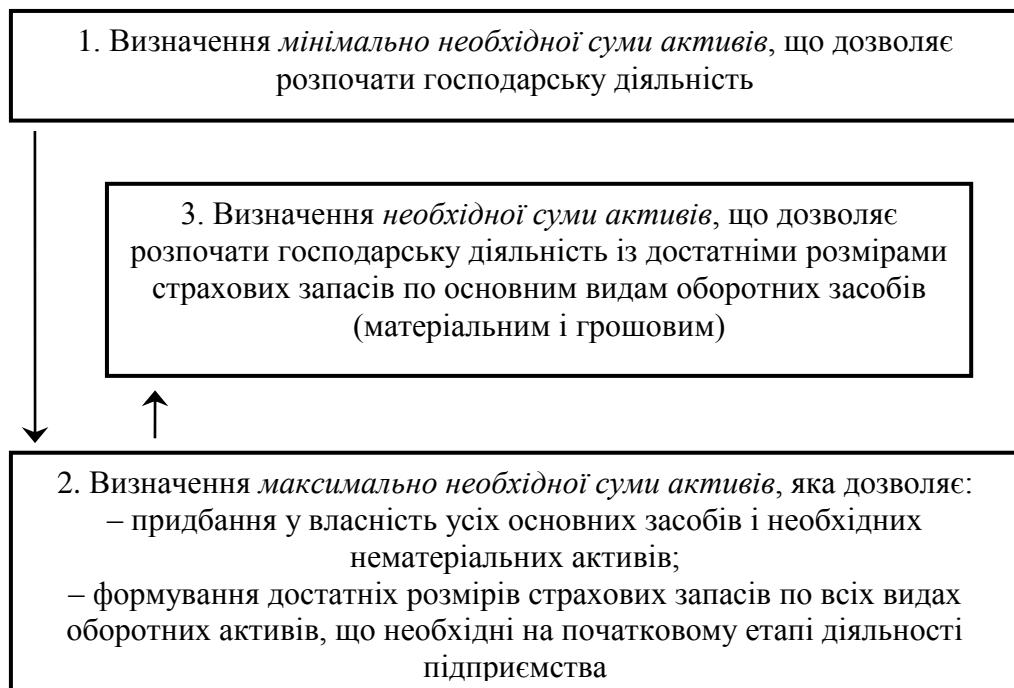 1. Визначення мінімально необхідної суми активів, що дозволяє
розпочати господарську діяльність
3. Визначення необхідної суми активів, що дозволяє
розпочати господарську діяльність із достатніми розмірами
страхових запасів по основним видам оборотних засобів
(матеріальним і грошовим)
2. Визначення максимально необхідної суми активів, яка дозволяє:
– придбання у власність усіх основних засобів і необхідних
нематеріальних активів;
– формування достатніх розмірів страхових запасів по всіх видах
оборотних активів, що необхідні на початковому етапі діяльності
підприємства